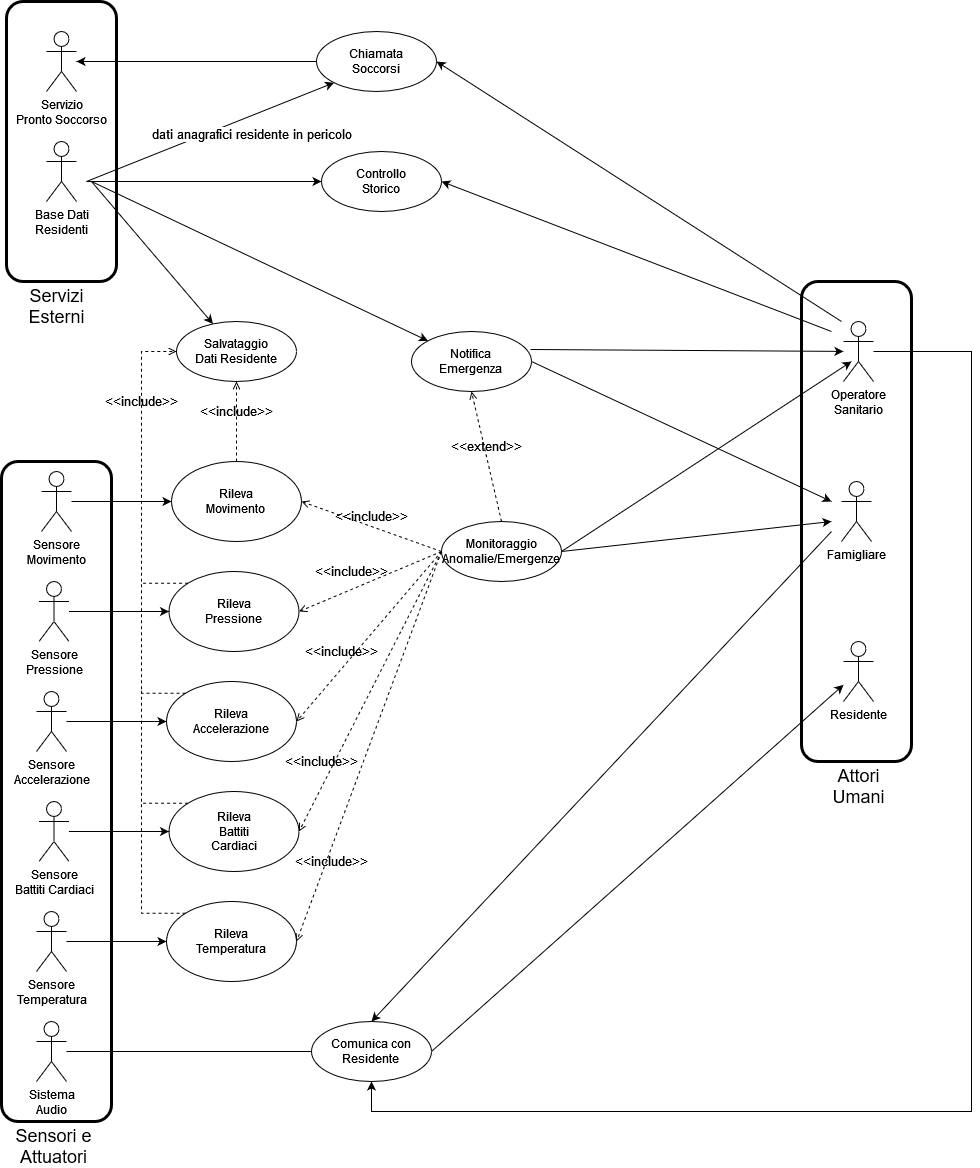 Chiamata
Soccorsi
Servizio
Pronto Soccorso
dati anagrafici residente in pericolo
Controllo
Storico
Base Dati
Residenti
Servizi
Esterni
Salvataggio
Dati Residente
Notifica
Emergenza
Operatore
Sanitario
<<include>>
<<include>>
<<extend>>
Sensore
Movimento
Rileva
Movimento
<<include>>
Monitoraggio
Anomalie/Emergenze
Famigliare
<<include>>
Rileva
Pressione
Sensore
Pressione
<<include>>
Rileva
Accelerazione
Residente
Sensore
Accelerazione
<<include>>
Attori
Umani
Rileva
Battiti
Cardiaci
<<include>>
Sensore
Battiti Cardiaci
Rileva
Temperatura
Sensore
Temperatura
Comunica con
Residente
Sistema
Audio
Sensori e
Attuatori